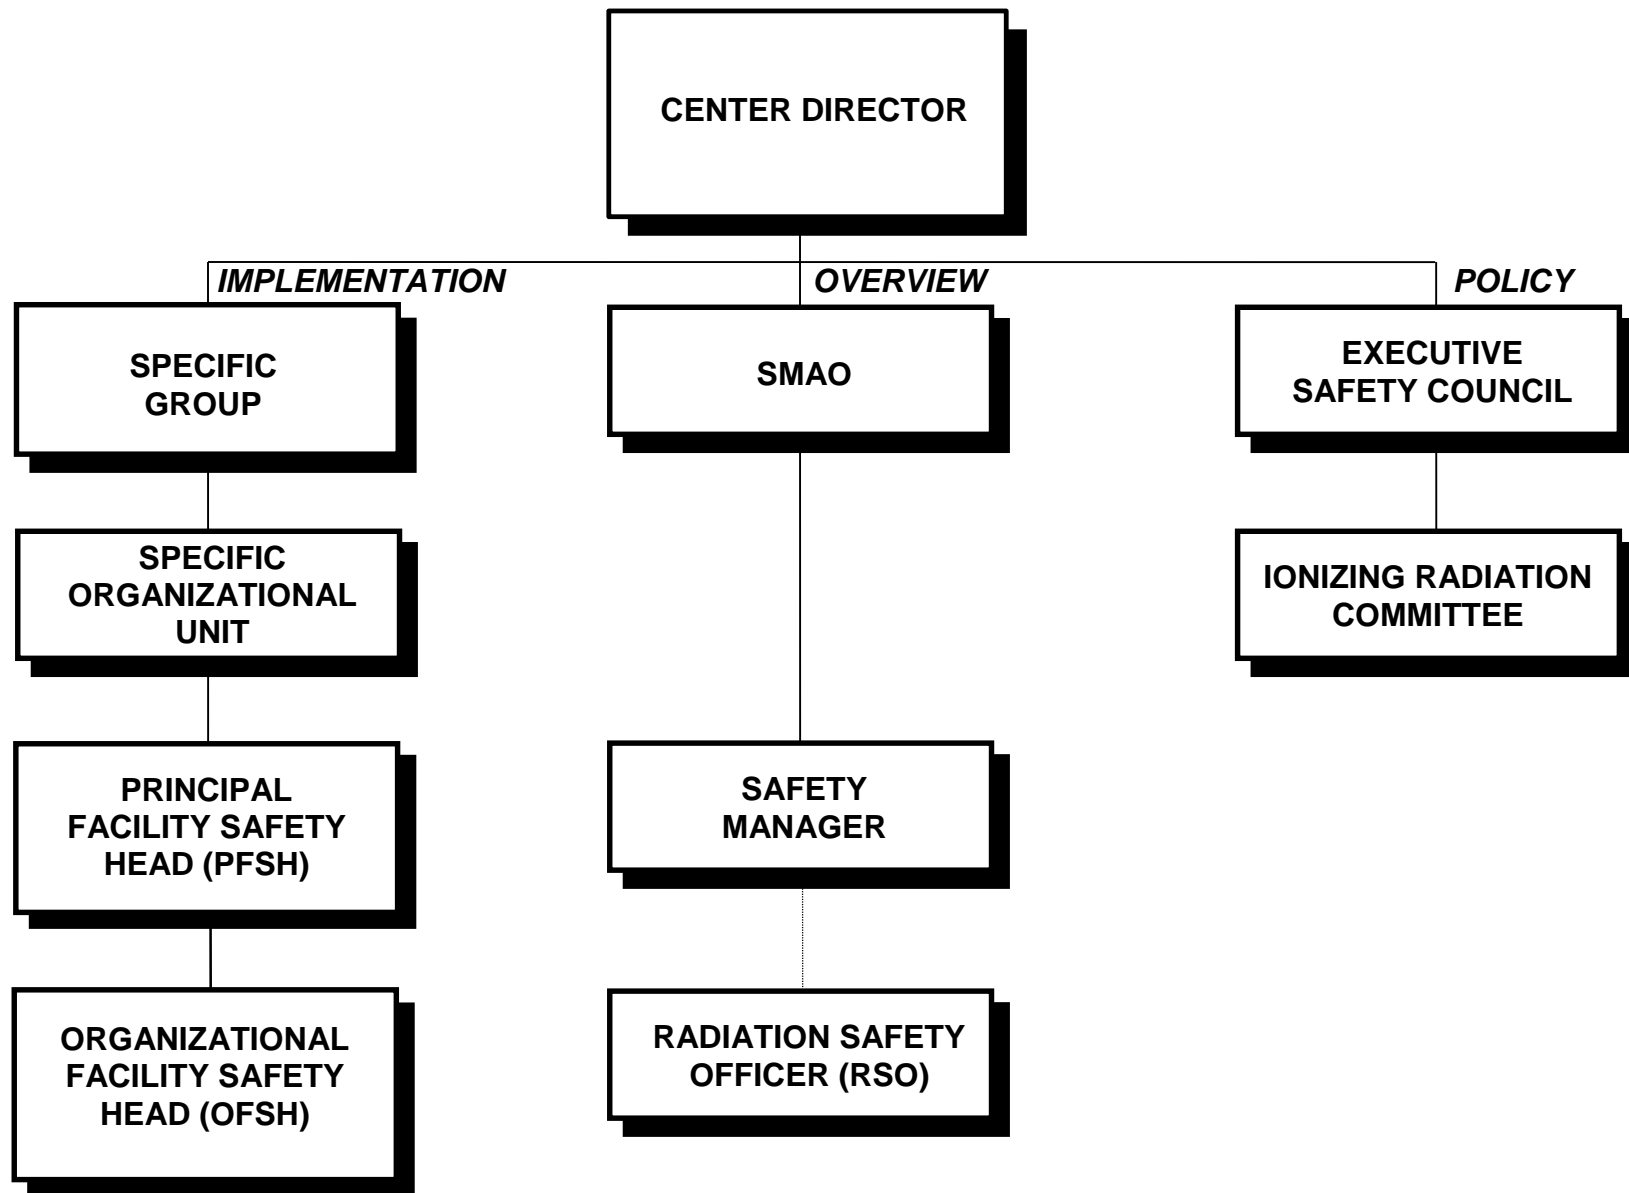 CENTER DIRECTOR
IMPLEMENTATION
OVERVIEW
POLICY
SPECIFIC
GROUP
SMAO
EXECUTIVE
SAFETY COUNCIL
SPECIFIC
ORGANIZATIONAL
UNIT
IONIZING RADIATION
COMMITTEE
PRINCIPAL
FACILITY SAFETY
HEAD (PFSH)
SAFETY
MANAGER
ORGANIZATIONAL
FACILITY SAFETY
HEAD (OFSH)
RADIATION SAFETY
OFFICER (RSO)